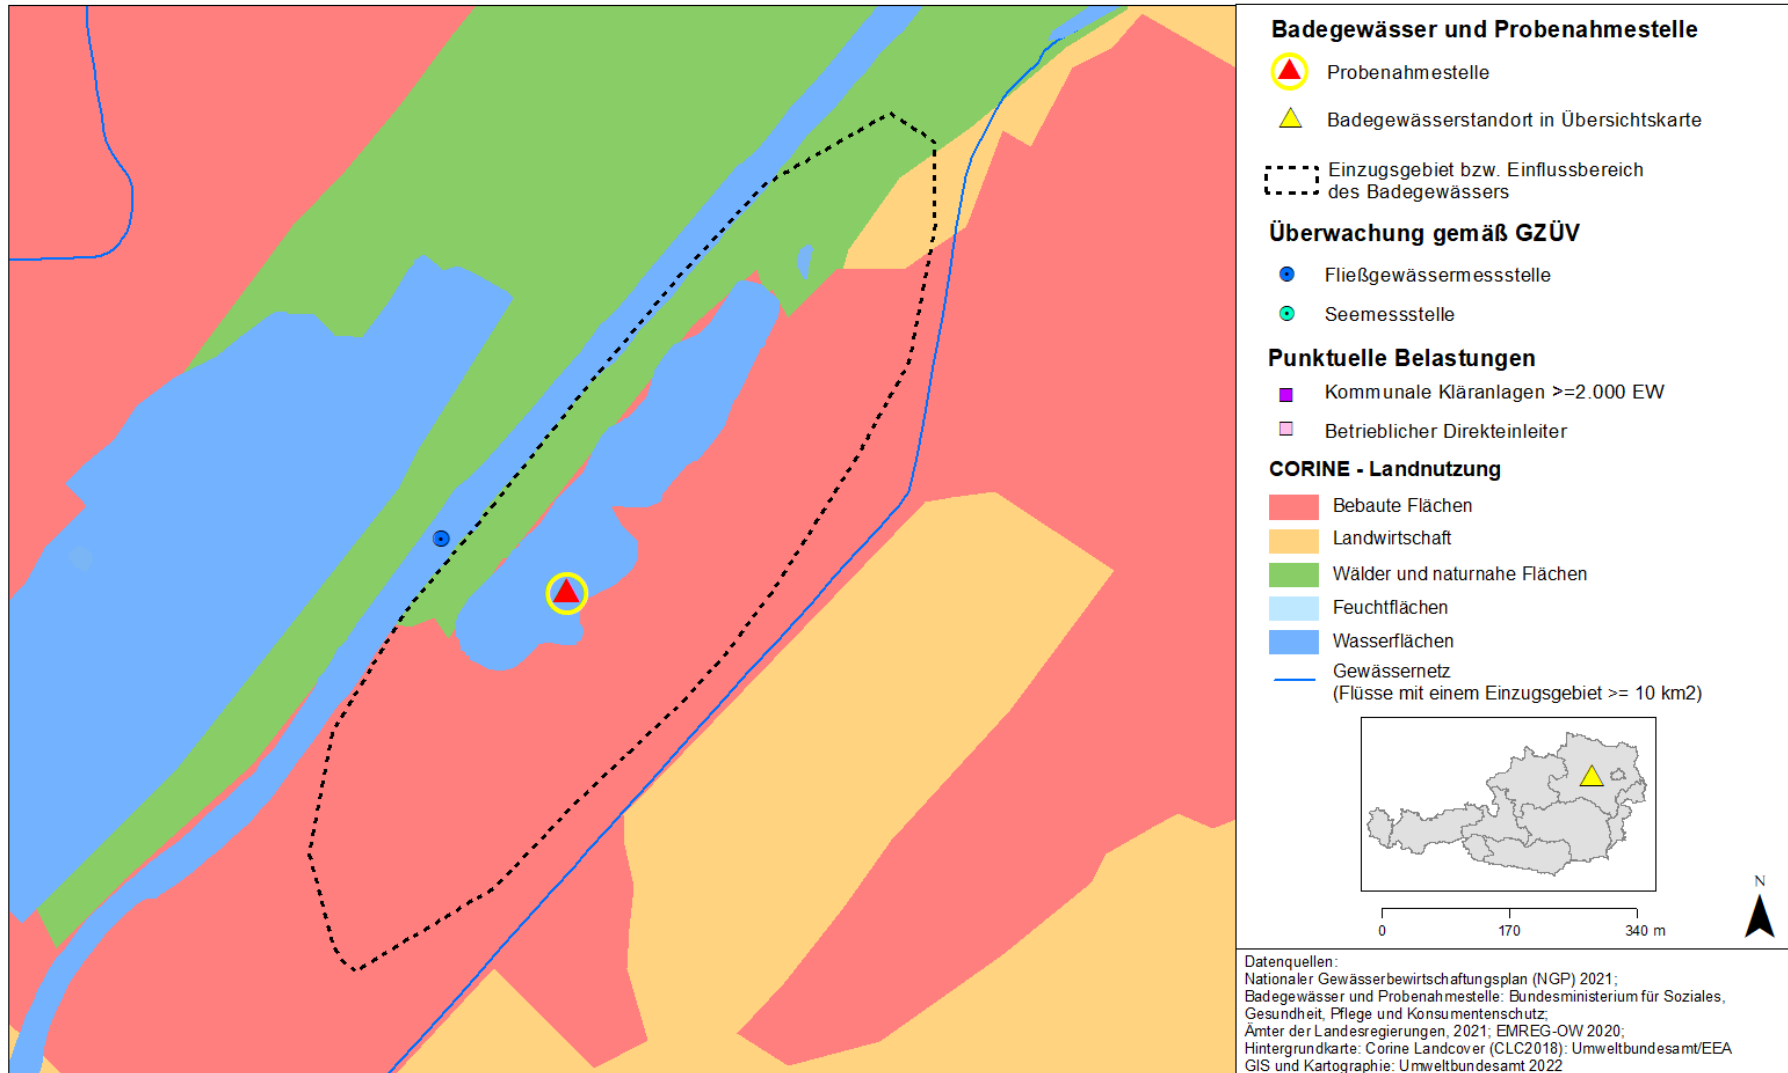 Badegewässer und Probenahmestelle
Probenahmestelle
Badegewässerstandort in Übersichtskarte
Einzugsgebiet bzw. Einflussbereich
des Badegewässers
Überwachung gemäß GZÜV
Fließgewässermessstelle
Seemessstelle
Punktuelle Belastungen
Kommunale Kläranlagen >=2.000 EW
Betrieblicher Direkteinleiter
CORINE - Landnutzung
Bebaute Flächen
Landwirtschaft
Wälder und naturnahe Flächen
Feuchtflächen
Wasserflächen
Gewässernetz
(Flüsse mit einem Einzugsgebiet >= 10 km2)
N
0 170 340 m
Datenquellen:
Nationaler Gewässerbewirtschaftungsplan (NGP) 2021;
Badegewässer und Probenahmestelle: Bundesministerium für Soziales,
Gesundheit, Pflege und Konsumentenschutz;
Ämter der Landesregierungen, 2021; EMREG-OW 2020;
Hintergrundkarte: Corine Landcover (CLC2018): Umweltbundesamt/EEA
GIS und Kartographie: Umweltbundesamt 2022